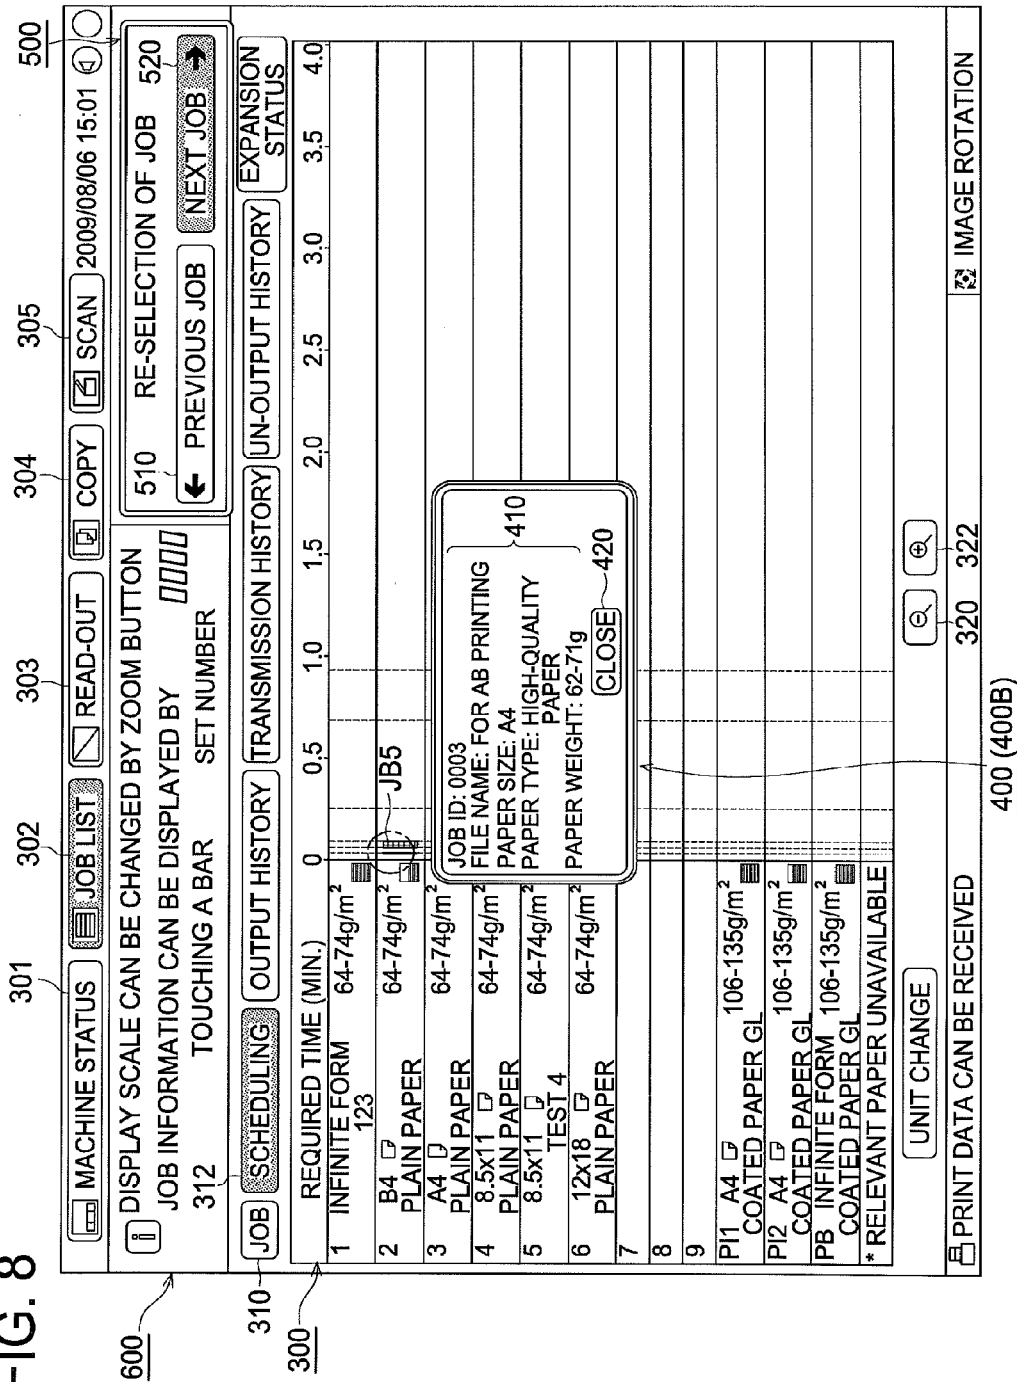 FIG. 8
301
302
303
304
305
500
MACHINE STATUS
JOB LIST
READ-OUT
COPY
SCAN
2009/08/06 15:01
600
i
DISPLAY SCALE CAN BE CHANGED BY ZOOM BUTTON
JOB INFORMATION CAN BE DISPLAYED BY
312 TOUCHING A BAR SET NUMBER
510 RE-SELECTION OF JOB 520
← PREVIOUS JOB
NEXT JOB →
310
JOB
SCHEDULING
OUTPUT HISTORY
TRANSMISSION HISTORY
UN-OUTPUT HISTORY
EXPANSION
STATUS
300
REQUIRED TIME (MIN.) 0 0.5 1.0 1.5 2.0 2.5 3.0 3.5 4.0
1 INFINITE FORM 64-74g/m²
123
2 B4 64-74g/m²
PLAIN PAPER
JB5
3 A4 64-74g/m²
PLAIN PAPER
4 8.5x11 64-74g/m²
PLAIN PAPER
5 8.5x11 64-74g/m²
TEST 4
6 12x18 64-74g/m²
PLAIN PAPER
7
8
9
PI1 A4 106-135g/m²
COATED PAPER GL
PI2 A4 106-135g/m²
COATED PAPER GL
PB INFINITE FORM 106-135g/m²
COATED PAPER GL
* RELEVANT PAPER UNAVAILABLE
JOB ID: 0003
FILE NAME: FOR AB PRINTING
PAPER SIZE: A4
PAPER TYPE: HIGH-QUALITY
PAPER
PAPER WEIGHT: 62-71g
410
CLOSE
420
UNIT CHANGE
320
322
PRINT DATA CAN BE RECEIVED
IMAGE ROTATION
400 (400B)